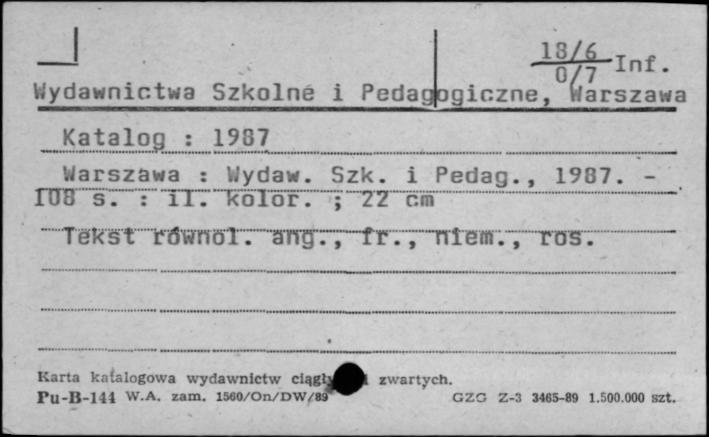 18/6
0/7 Inf.
Wydawnictwa Szkolne i Pedagogiczne, Warszawa
Katalog : 1987
Warszawa : Wydaw. Szk. i Pedag., 1987. -
108 s. : il. kolor. ; 22 cm
Tekst równol. ang., fr., niem., ros.
Karta katalogowa wydawnictw zwartych.
Pu-B-144 W.A. zam. 1560/On/DW/89 GZG Z-3 3465-89 1.500.000 szt.